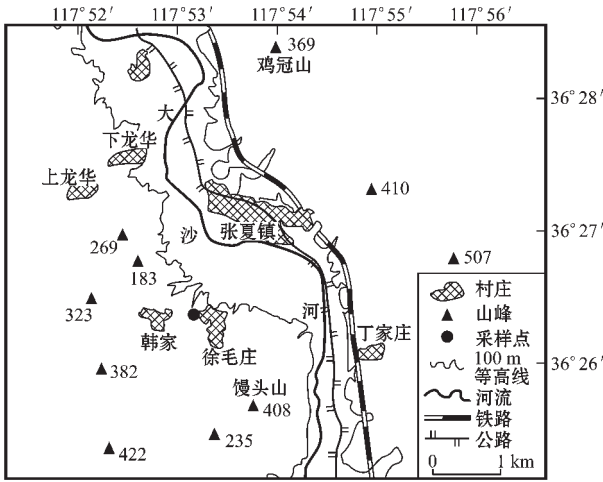 117°52′ 117°53′ 117°54′ 117°55′ 117°56′
369
鸡冠山
36°28′
大
下龙华
上龙华
410
沙
张夏镇
36°27′
269
183
507
323
河
韩家
徐毛庄
丁家庄
36°26′
382
馒头山
408
235
422
村庄
山峰
采样点
100 m
等高线
河流
铁路
公路
0 1 km